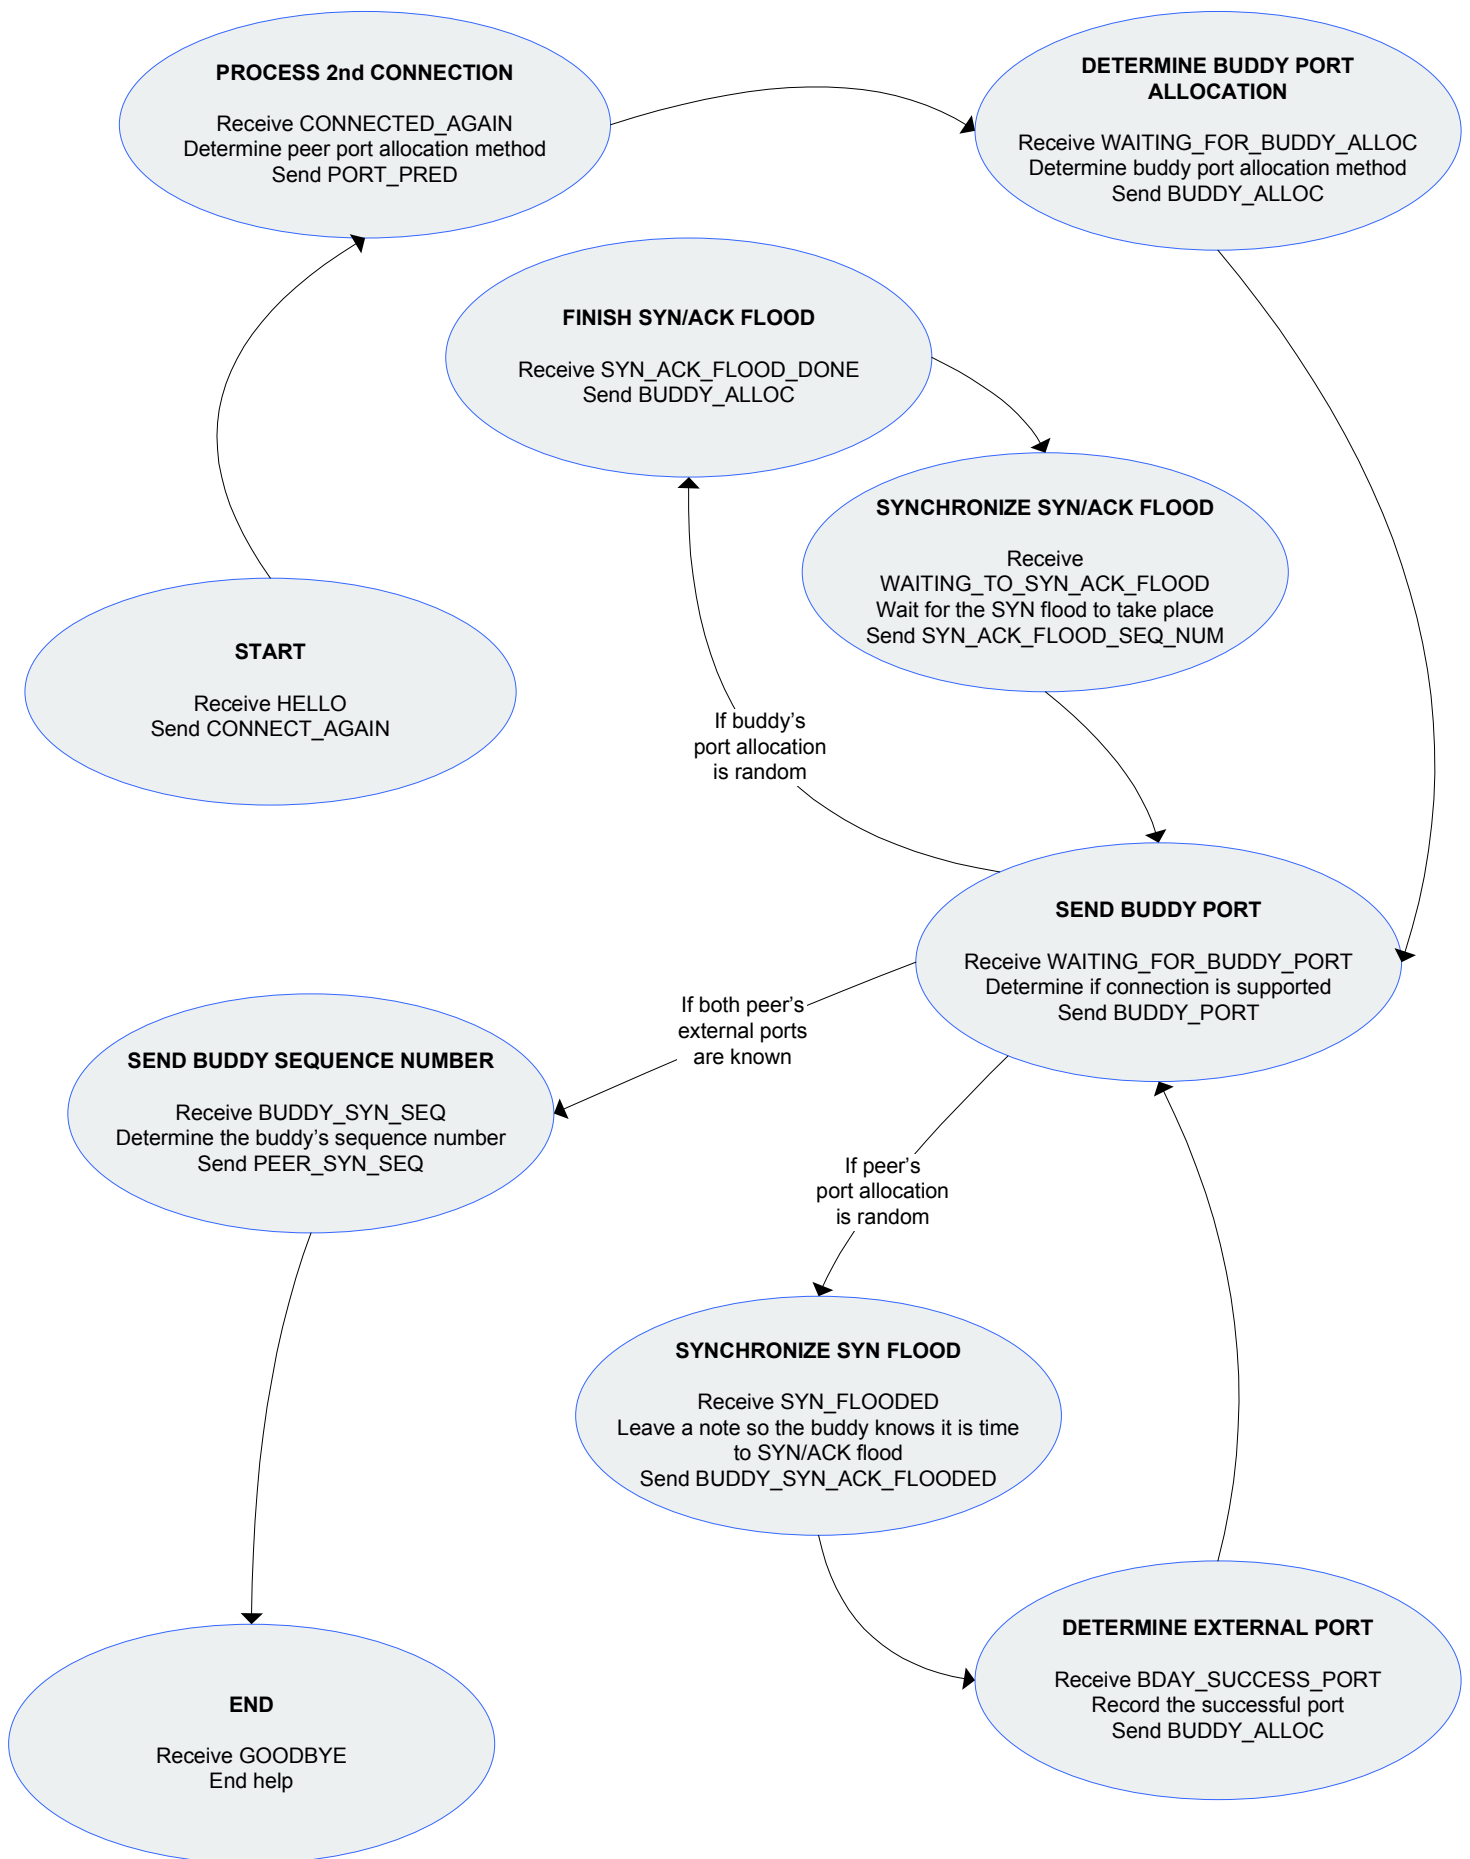 PROCESS 2nd CONNECTION
Receive CONNECTED_AGAIN
Determine peer port allocation method
Send PORT_PRED
DETERMINE BUDDY PORT
ALLOCATION
Receive WAITING_FOR_BUDDY_ALLOC
Determine buddy port allocation method
Send BUDDY_ALLOC
FINISH SYN/ACK FLOOD
Receive SYN_ACK_FLOOD_DONE
Send BUDDY_ALLOC
SYNCHRONIZE SYN/ACK FLOOD
Receive
WAITING_TO_SYN_ACK_FLOOD
Wait for the SYN flood to take place
Send SYN_ACK_FLOOD_SEQ_NUM
START
Receive HELLO
Send CONNECT_AGAIN
If buddy’s
port allocation
is random
SEND BUDDY PORT
Receive WAITING_FOR_BUDDY_PORT
Determine if connection is supported
Send BUDDY_PORT
If both peer’s
external ports
are known
SEND BUDDY SEQUENCE NUMBER
Receive BUDDY_SYN_SEQ
Determine the buddy’s sequence number
Send PEER_SYN_SEQ
If peer’s
port allocation
is random
SYNCHRONIZE SYN FLOOD
Receive SYN_FLOODED
Leave a note so the buddy knows it is time
to SYN/ACK flood
Send BUDDY_SYN_ACK_FLOODED
DETERMINE EXTERNAL PORT
Receive BDAY_SUCCESS_PORT
Record the successful port
Send BUDDY_ALLOC
END
Receive GOODBYE
End help